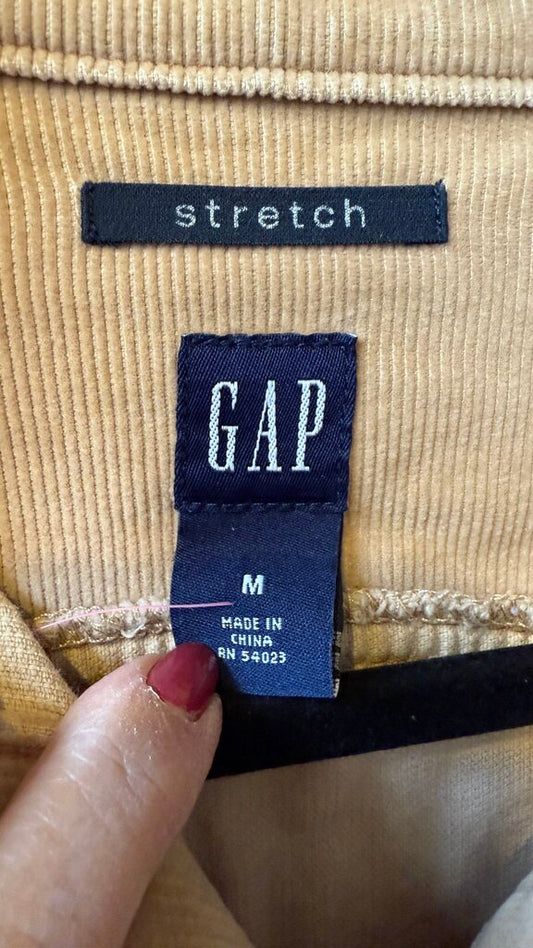 stretch
GAP
M
MADE IN
CHINA
RN 54023